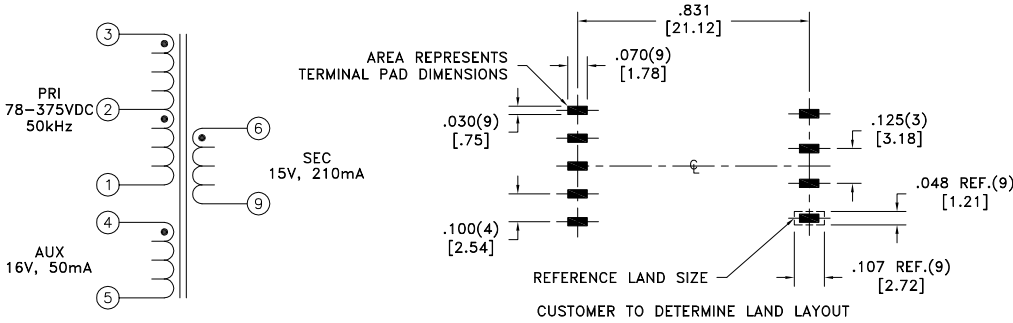 3
PRI
78-375VDC
50kHz
2
1
6
SEC
15V, 210mA
9
4
AUX
16V, 50mA
5
.831
[21.12]
AREA REPRESENTS
TERMINAL PAD DIMENSIONS
.070(9)
[1.78]
.030(9)
[.75]
.125(3)
[3.18]
℄
.048 REF.(9)
[1.21]
.100(4)
[2.54]
REFERENCE LAND SIZE
.107 REF.(9)
[2.72]
CUSTOMER TO DETERMINE LAND LAYOUT